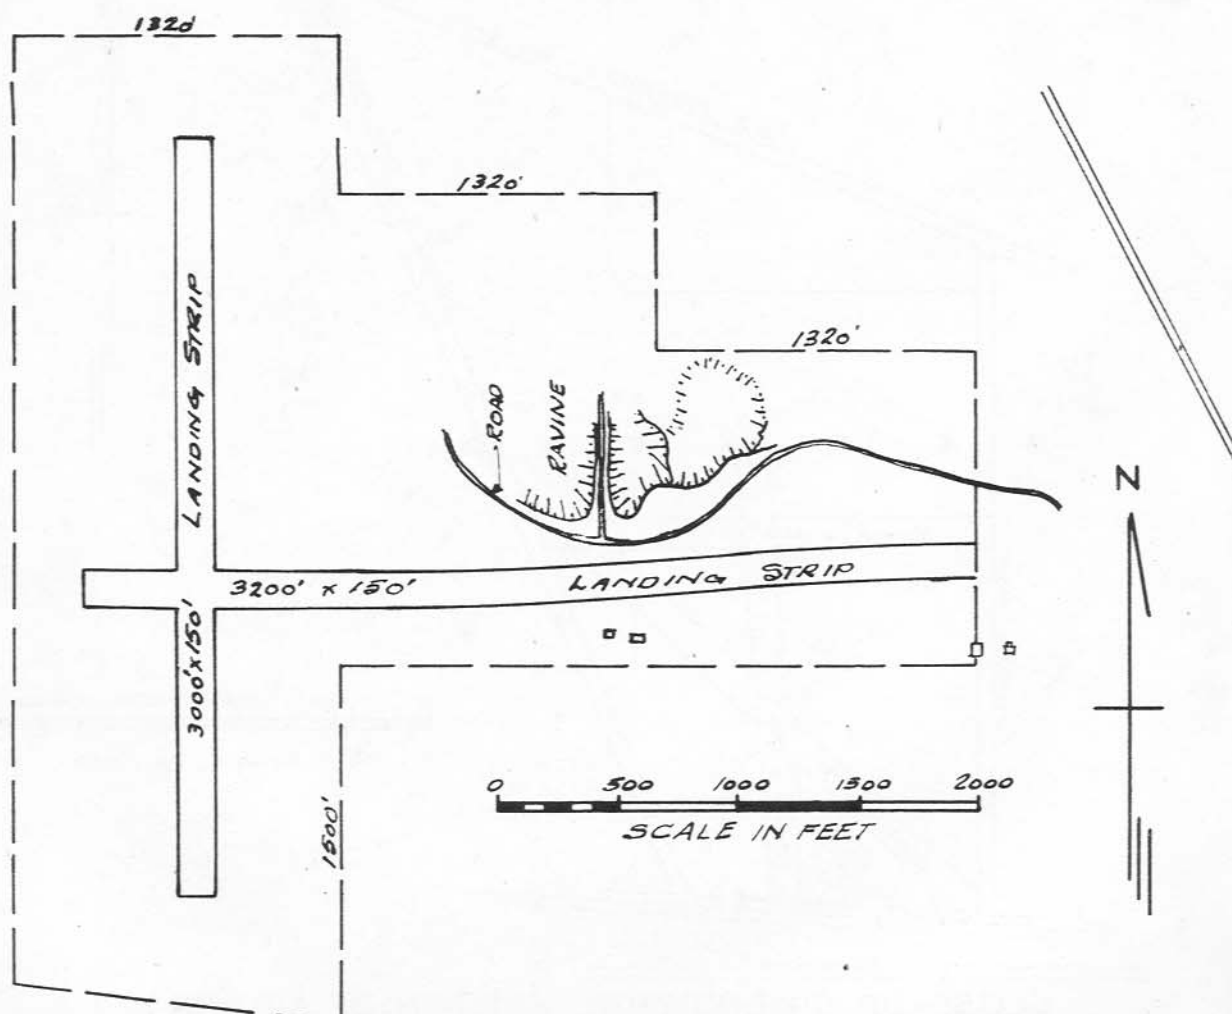 1320'
1320'
1320'
LANDING STRIP
ROAD
RAVINE
N
3200' x 150'
LANDING STRIP
3000' x 150'
1500'
0 500 1000 1500 2000
SCALE IN FEET